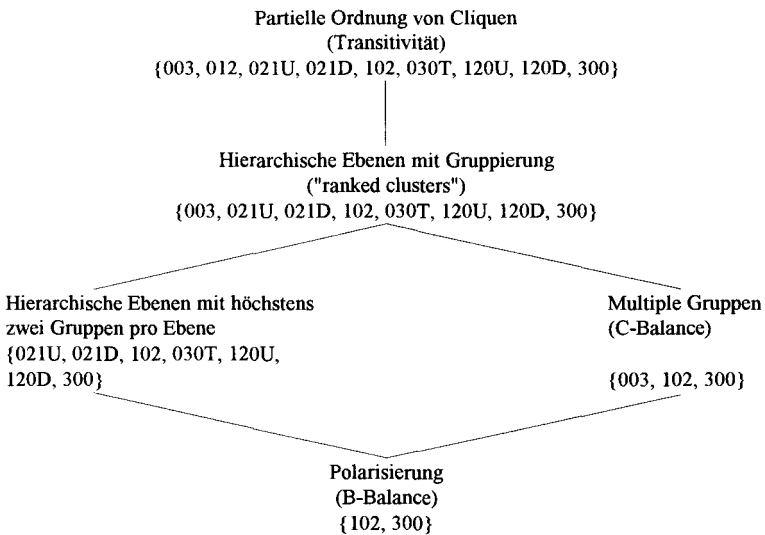 Partielle Ordnung von Cliquen
(Transitivität)
{003, 012, 021U, 021D, 102, 030T, 120U, 120D, 300}
Hierarchische Ebenen mit Gruppierung
("ranked clusters")
{003, 021U, 021D, 102, 030T, 120U, 120D, 300}
Hierarchische Ebenen mit höchstens
zwei Gruppen pro Ebene
{021U, 021D, 102, 030T, 120U,
120D, 300}
Multiple Gruppen
(C-Balance)
{003, 102, 300}
Polarisierung
(B-Balance)
{102, 300}